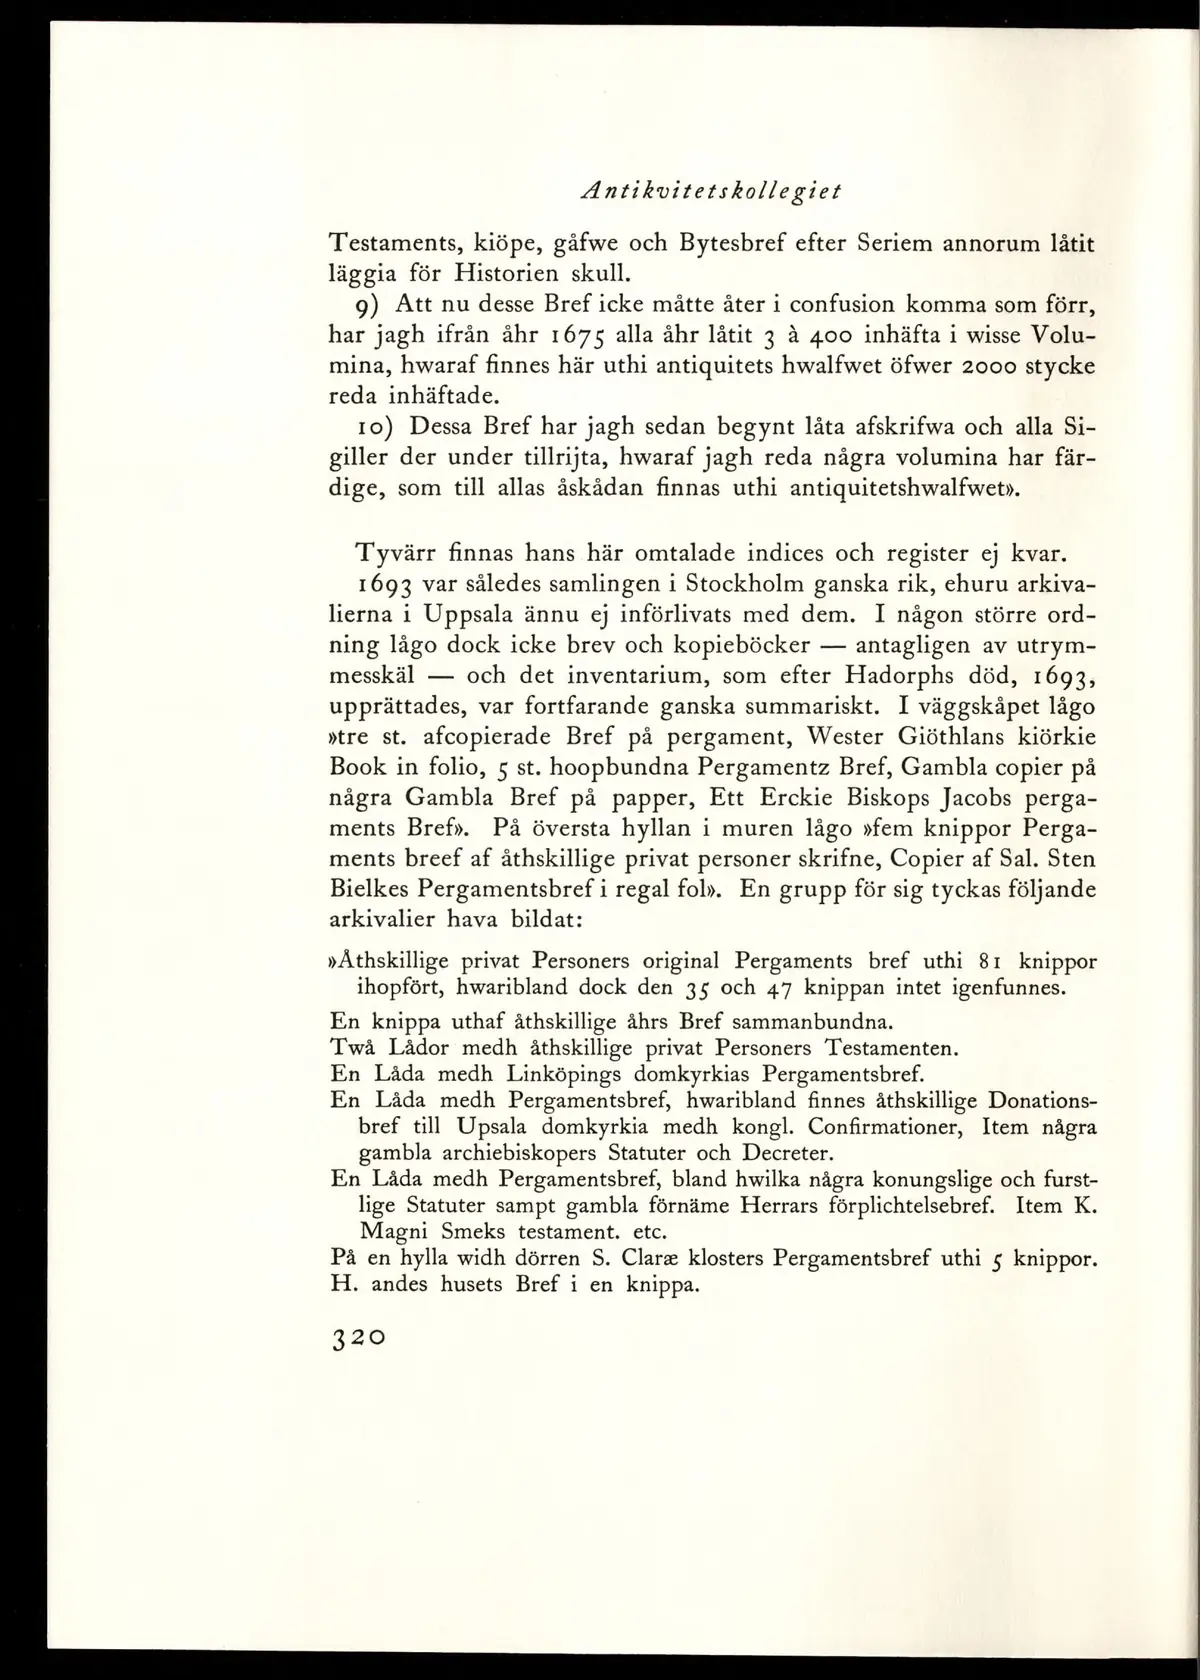 Antikvitetskollegiet
Testaments, kiöpe, gåfwe och Bytesbref efter Seriem annorum låtit
läggia för Historien skull.
9) Att nu desse Bref icke måtte åter i confusion komma som förr,
har jagh ifrån åhr 1675 alla åhr låtit 3 à 400 inhäfta i wisse Volu-
mina, hwaraf finnes här uthi antiquitets hwalfwet öfwer 2000 stycke
reda inhäftade.
10) Dessa Bref har jagh sedan begynt låta afskrifwa och alla Si-
giller der under tillrijta, hwaraf jagh reda några volumina har fär-
dige, som till allas åskådan finnas uthi antiquitetshwalfwet».
Tyvärr finnas hans här omtalade indices och register ej kvar.
1693 var således samlingen i Stockholm ganska rik, ehuru arkiva-
lierna i Uppsala ännu ej införlivats med dem. I någon större ord-
ning lågo dock icke brev och kopieböcker — antagligen av utrym-
messkäl — och det inventarium, som efter Hadorphs död, 1693,
upprättades, var fortfarande ganska summariskt. I väggskåpet lågo
»tre st. afcopierade Bref på pergament, Wester Giöthlans kiörkie
Book in folio, 5 st. hoopbundna Pergamentz Bref, Gambla copier på
några Gambla Bref på papper, Ett Erckie Biskops Jacobs perga-
ments Bref». På översta hyllan i muren lågo »fem knippor Perga-
ments breef af åthskillige privat personer skrifne, Copier af Sal. Sten
Bielkes Pergamentsbref i regal fol». En grupp för sig tyckas följande
arkivalier hava bildat:
»Åthskillige privat Personers original Pergaments bref uthi 81 knippor
ihopfört, hwaribland dock den 35 och 47 knippan intet igenfunnes.
En knippa uthaf åthskillige åhrs Bref sammanbundna.
Twå Lådor medh åthskillige privat Personers Testamenten.
En Låda medh Linköpings domkyrkias Pergamentsbref.
En Låda medh Pergamentsbref, hwaribland finnes åthskillige Donations-
bref till Upsala domkyrkia medh kongl. Confirmationer, Item några
gambla archiebiskopers Statuter och Decreter.
En Låda medh Pergamentsbref, bland hwilka några konungslige och furst-
lige Statuter sampt gambla förnäme Herrars förplichtelsebref. Item K.
Magni Smeks testament. etc.
På en hylla widh dörren S. Claræ klosters Pergamentsbref uthi 5 knippor.
H. andes husets Bref i en knippa.
320